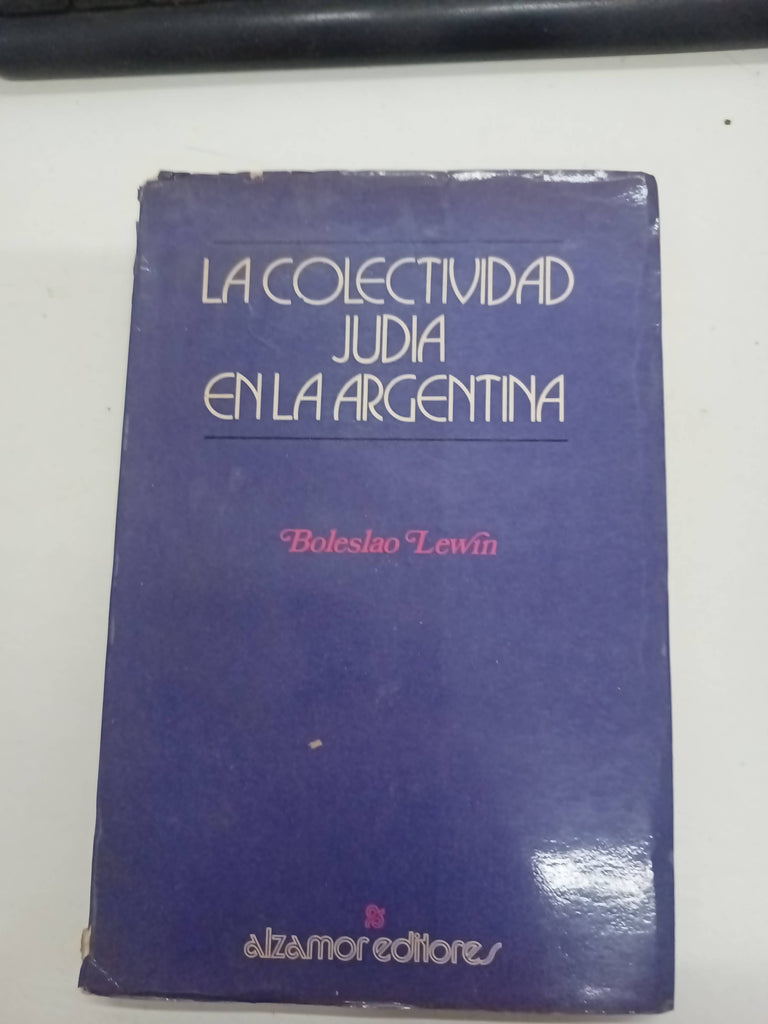 LA COLECTIVIDAD
JUDIA
EN LA ARGENTINA
Boleslao Lewin
alzamor editores